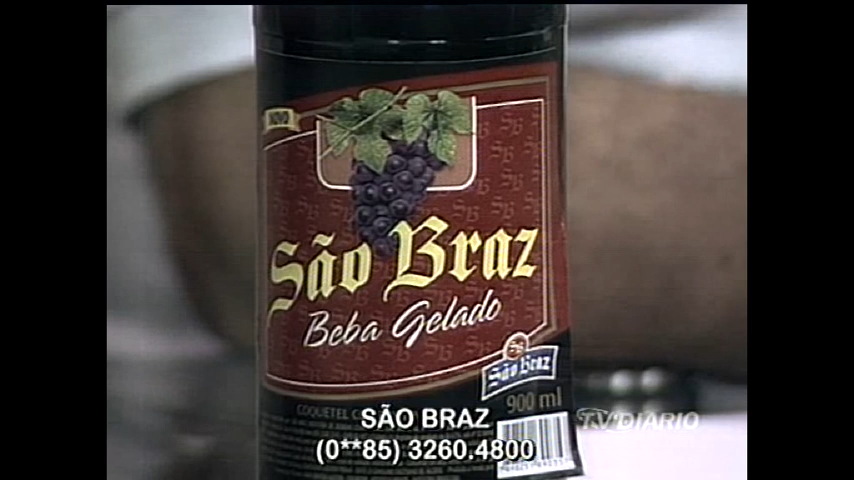 NOVO
São Braz
Beba Gelado
São Braz
900 ml
COQUETEL
SÃO BRAZ
(0**85) 3260.4800
TV DIÁRIO